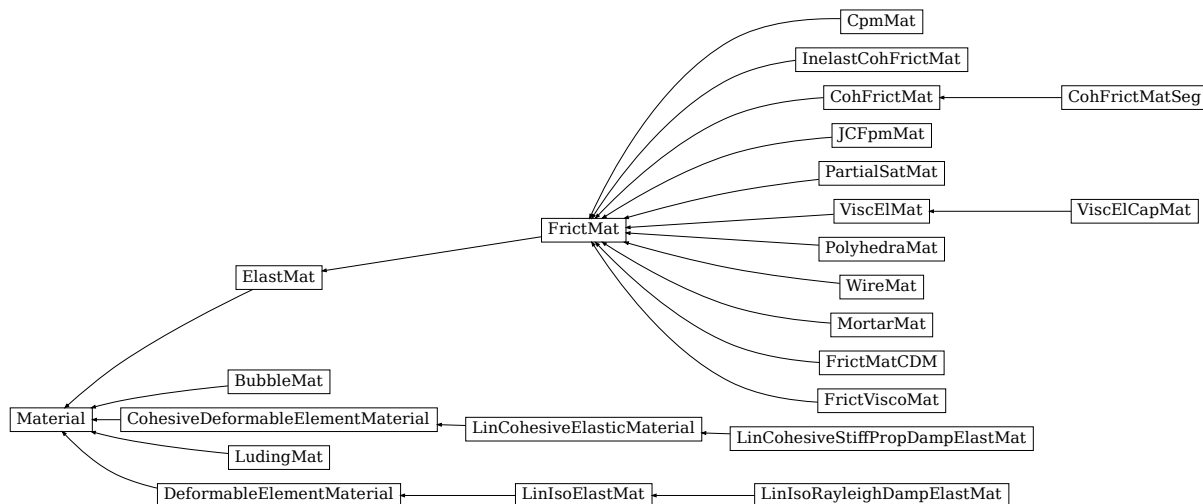 CpmMat
InelastCohFrictMat
CohFrictMat
CohFrictMatSeg
JCFpmMat
PartialSatMat
ViscElMat
ViscElCapMat
FrictMat
PolyhedraMat
ElastMat
WireMat
MortarMat
FrictMatCDM
BubbleMat
FrictViscoMat
Material
CohesiveDeformableElementMaterial
LinCohesiveElasticMaterial
LinCohesiveStiffPropDampElastMat
LudingMat
DeformableElementMaterial
LinIsoElastMat
LinIsoRayleighDampElastMat